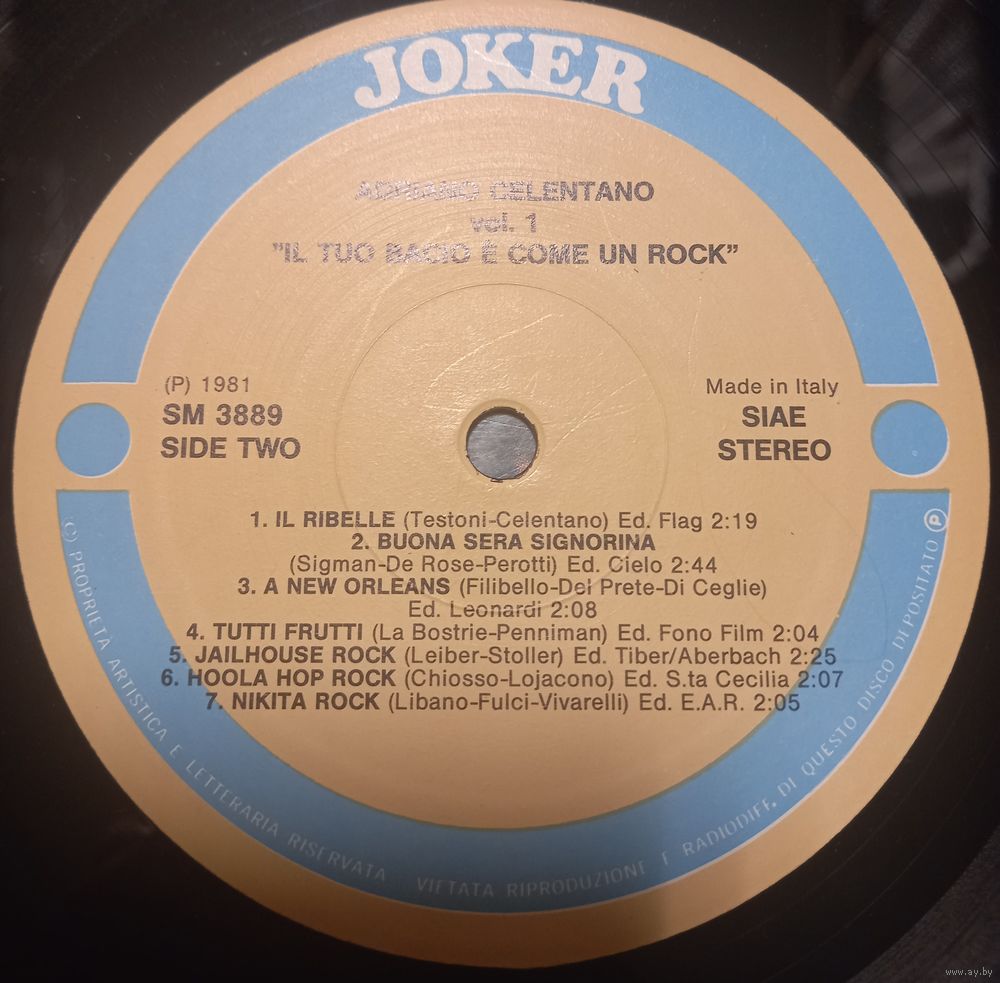 JOKER
ADRIANO CELENTANO
vol. 1
"IL TUO BACIO È COME UN ROCK"
(P) 1981
SM 3889
SIDE TWO
Made in Italy
SIAE
STEREO
1. IL RIBELLE (Testoni-Celentano) Ed. Flag 2:19
2. BUONA SERA SIGNORINA
(Sigman-De Rose-Perotti) Ed. Cielo 2:44
3. A NEW ORLEANS (Filibello-Del Prete-Di Ceglie)
Ed. Leonardi 2:08
4. TUTTI FRUTTI (La Bostrie-Penniman) Ed. Fono Film 2:04
5. JAILHOUSE ROCK (Leiber-Stoller) Ed. Tiber/Aberbach 2:25
6. HOOLA HOP ROCK (Chiosso-Lojacono) Ed. S.ta Cecilia 2:07
7. NIKITA ROCK (Libano-Fulci-Vivarelli) Ed. E.A.R. 2:05
(C) PROPRIETÀ ARTISTICA E LETTERARIA RISERVATA VIETATA RIPRODUZIONE E RADIODIFF. DI QUESTO DISCO DEPOSITATO Ⓟ
www.ay.by